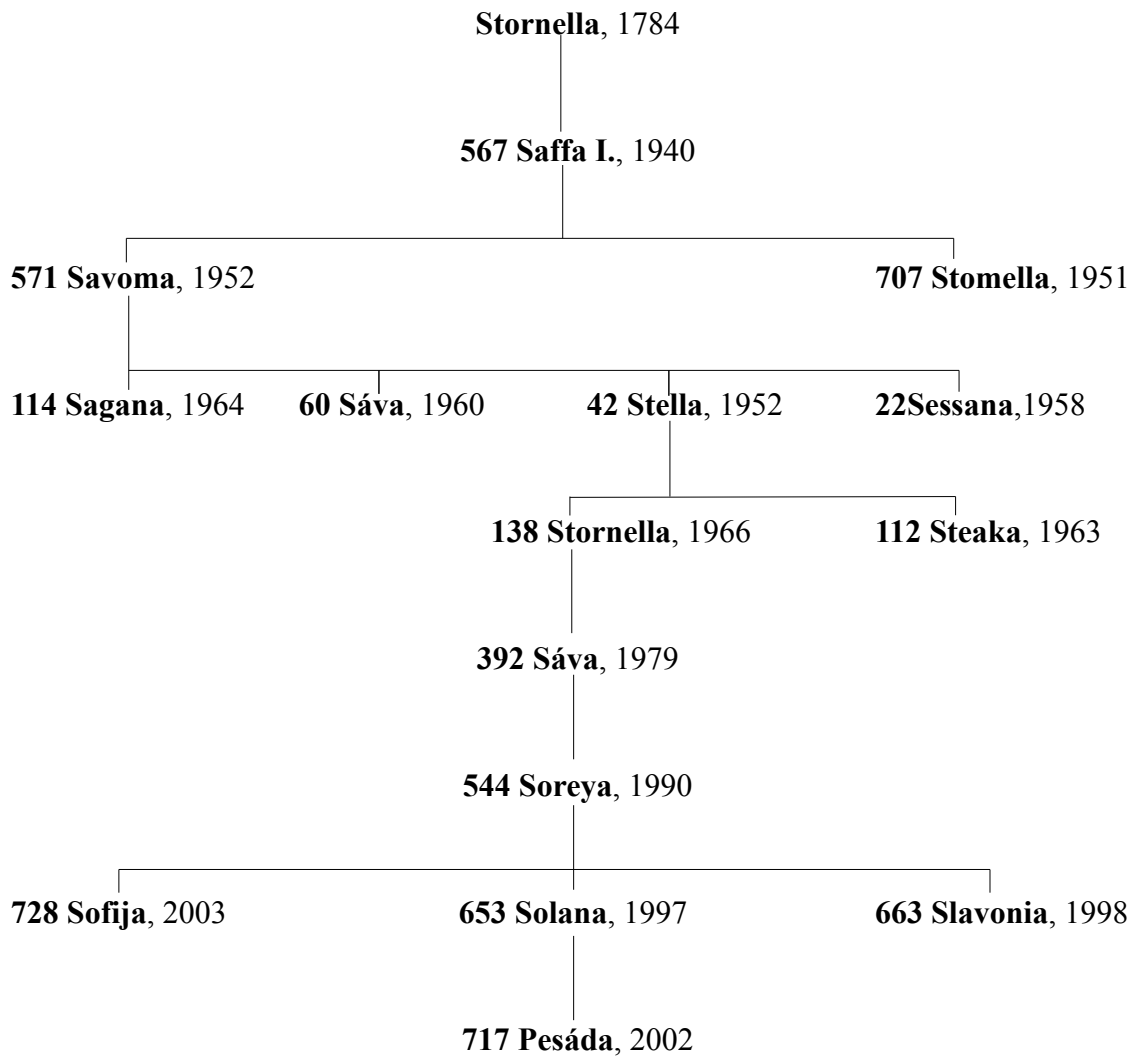 Stornella, 1784
567 Saffa I., 1940
571 Savoma, 1952 707 Stomella, 1951
114 Sagana, 1964 60 Sáva, 1960 42 Stella, 1952 22Sessana,1958
138 Stornella, 1966 112 Steaka, 1963
392 Sáva, 1979
544 Soreya, 1990
728 Sofija, 2003 653 Solana, 1997 663 Slavonia, 1998
717 Pesáda, 2002